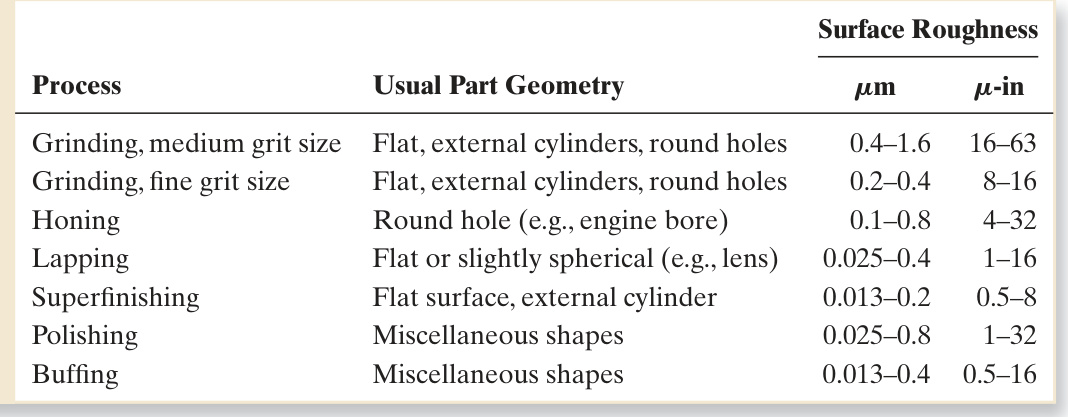 Surface Roughness
Process Usual Part Geometry μm μ-in
Grinding, medium grit size Flat, external cylinders, round holes 0.4–1.6 16–63
Grinding, fine grit size Flat, external cylinders, round holes 0.2–0.4 8–16
Honing Round hole (e.g., engine bore) 0.1–0.8 4–32
Lapping Flat or slightly spherical (e.g., lens) 0.025–0.4 1–16
Superfinishing Flat surface, external cylinder 0.013–0.2 0.5–8
Polishing Miscellaneous shapes 0.025–0.8 1–32
Buffing Miscellaneous shapes 0.013–0.4 0.5–16